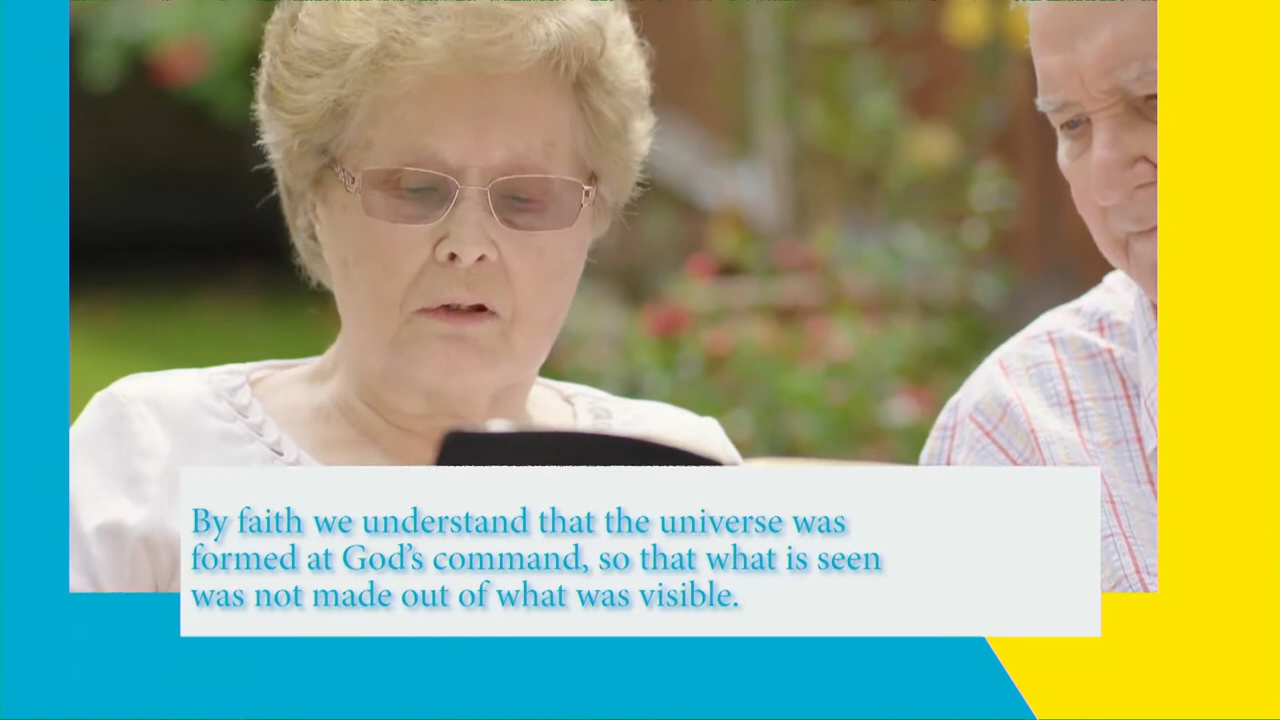 By faith we understand that the universe was
formed at God’s command, so that what is seen
was not made out of what was visible.